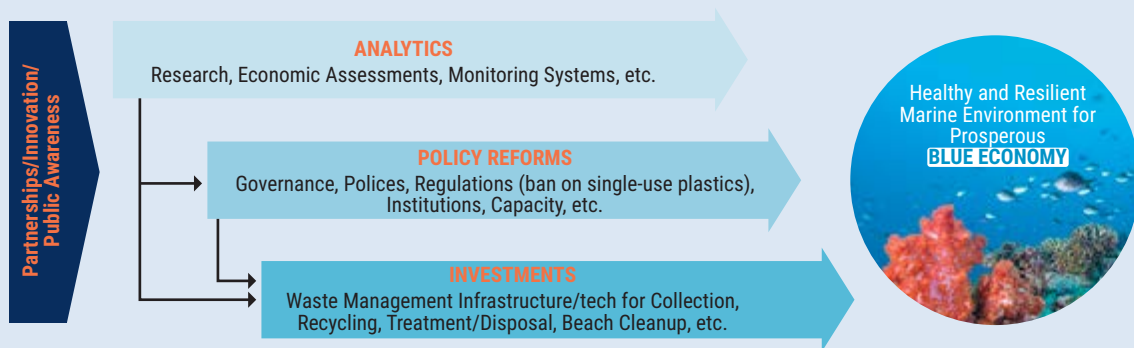 Partnerships/Innovation/
Public Awareness
ANALYTICS
Research, Economic Assessments, Monitoring Systems, etc.
POLICY REFORMS
Governance, Polices, Regulations (ban on single-use plastics),
Institutions, Capacity, etc.
INVESTMENTS
Waste Management Infrastructure/tech for Collection,
Recycling, Treatment/Disposal, Beach Cleanup, etc.
Healthy and Resilient
Marine Environment for
Prosperous
BLUE ECONOMY